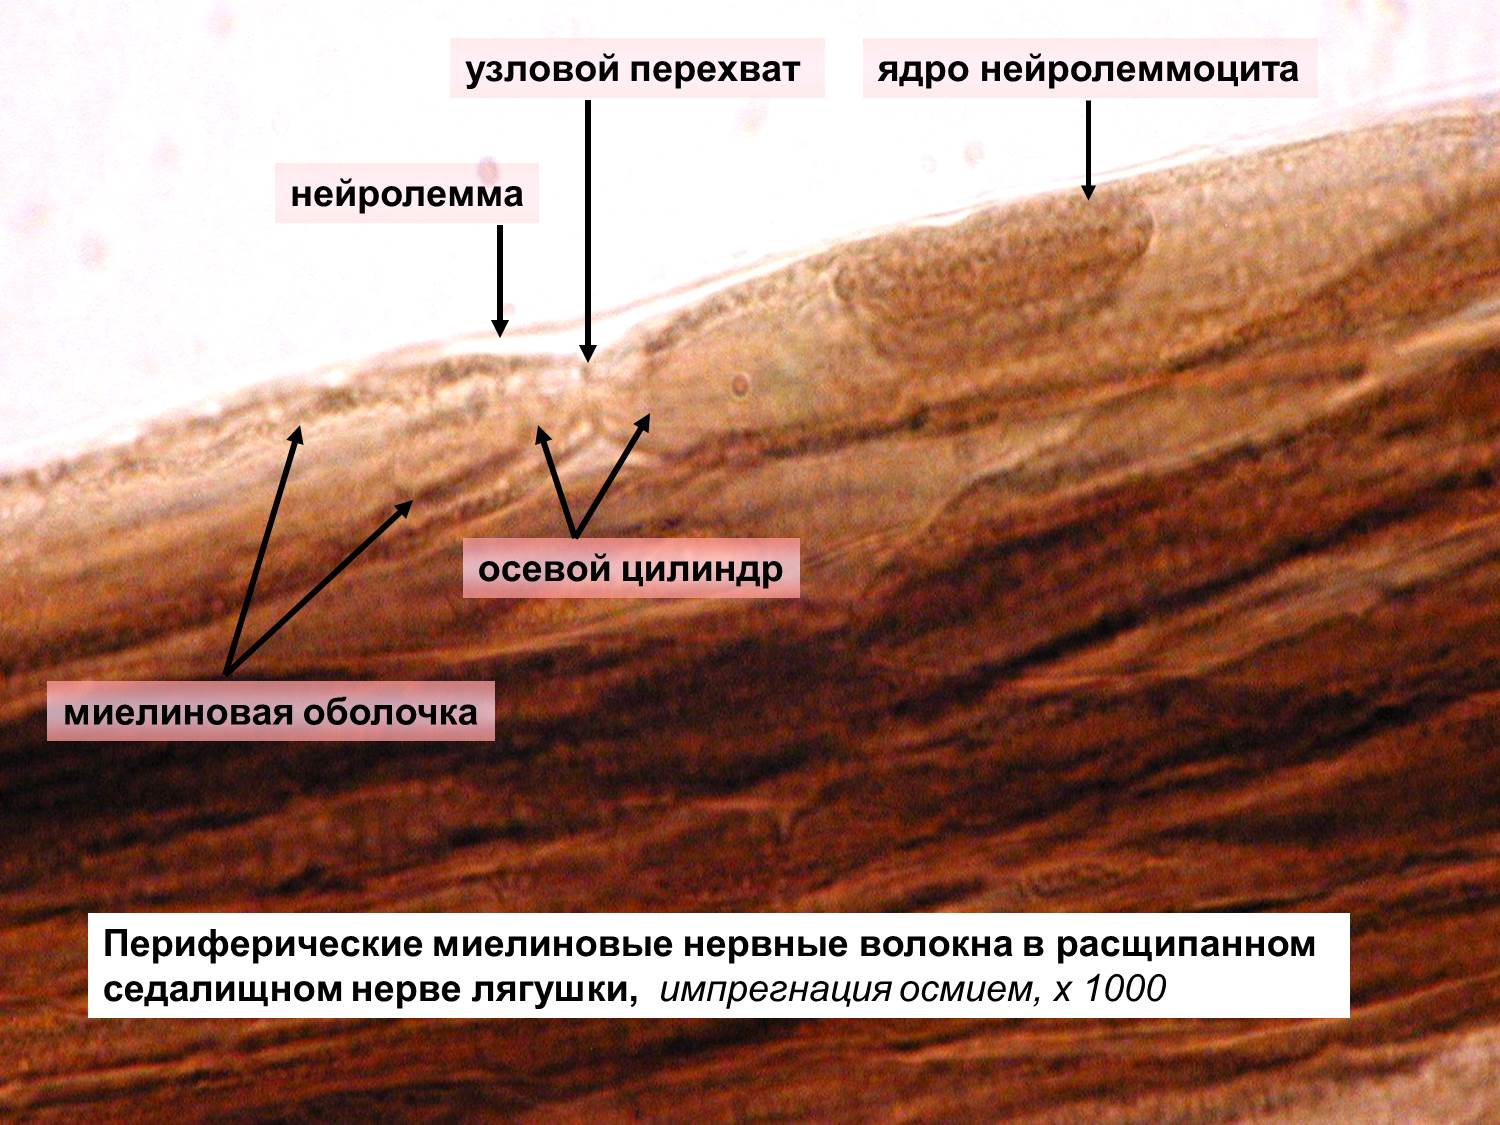 узловой перехват
ядро нейролеммоцита
нейролемма
осевой цилиндр
миелиновая оболочка
Периферические миелиновые нервные волокна в расщипанном
седалищном нерве лягушки, импрегнация осмием, х 1000